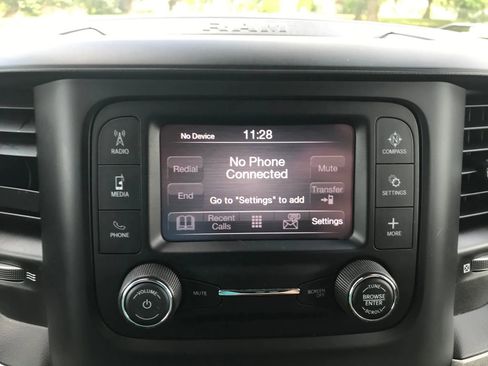 RAM
No Device 11:28
RADIO
COMPASS
Redial
No Phone
Connected
Mute
MEDIA
SETTINGS
End
Go to "Settings" to add
Transfer
PHONE
Recent
Calls
Settings
MORE
VOLUME
MUTE
SCREEN
OFF
TUNE
BROWSE
ENTER
SCROLL